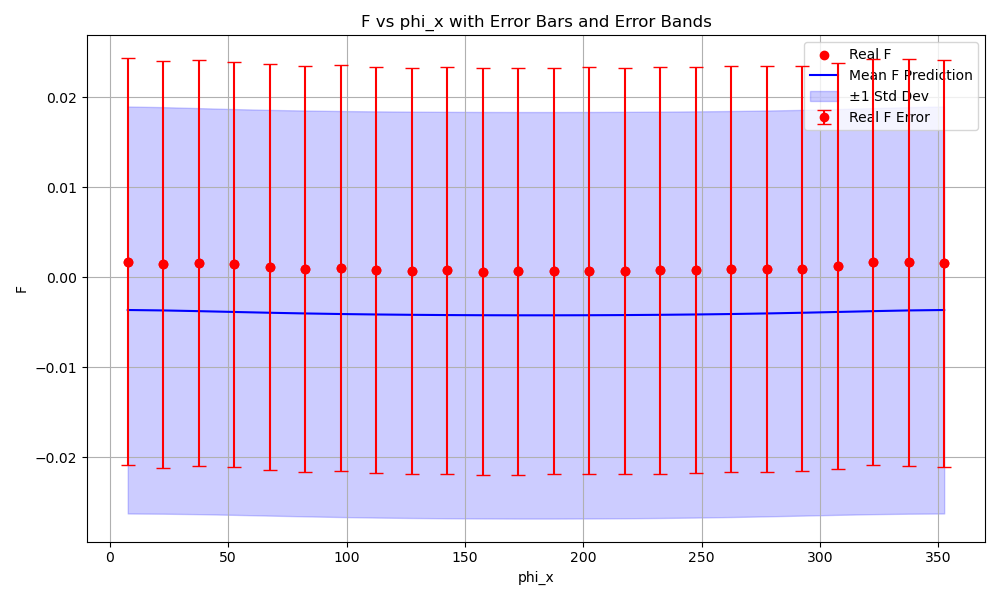 F vs phi_x with Error Bars and Error Bands
Real F
Mean F Prediction
±1 Std Dev
Real F Error
F
0.02
0.01
0.00
−0.01
−0.02
0
50
100
150
200
250
300
350
phi_x